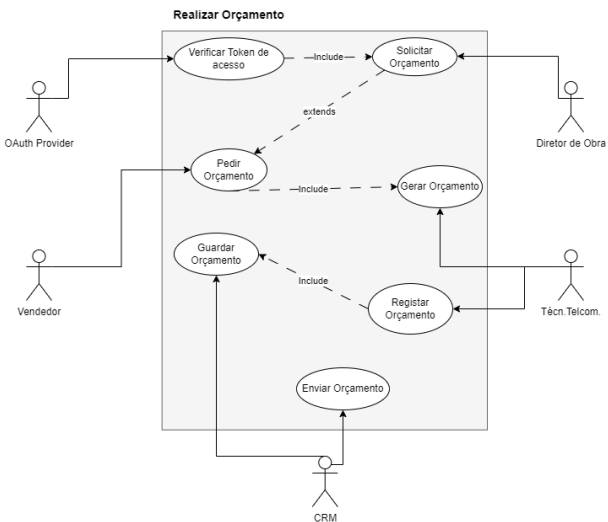 Realizar Orçamento
Verificar Token de
acesso
Include
Solicitar
Orçamento
OAuth Provider
Diretor de Obra
extends
Pedir
Orçamento
Include
Gerar Orçamento
Guardar
Orçamento
Include
Vendedor
Registar
Orçamento
Técn.Telcom.
Enviar Orçamento
CRM